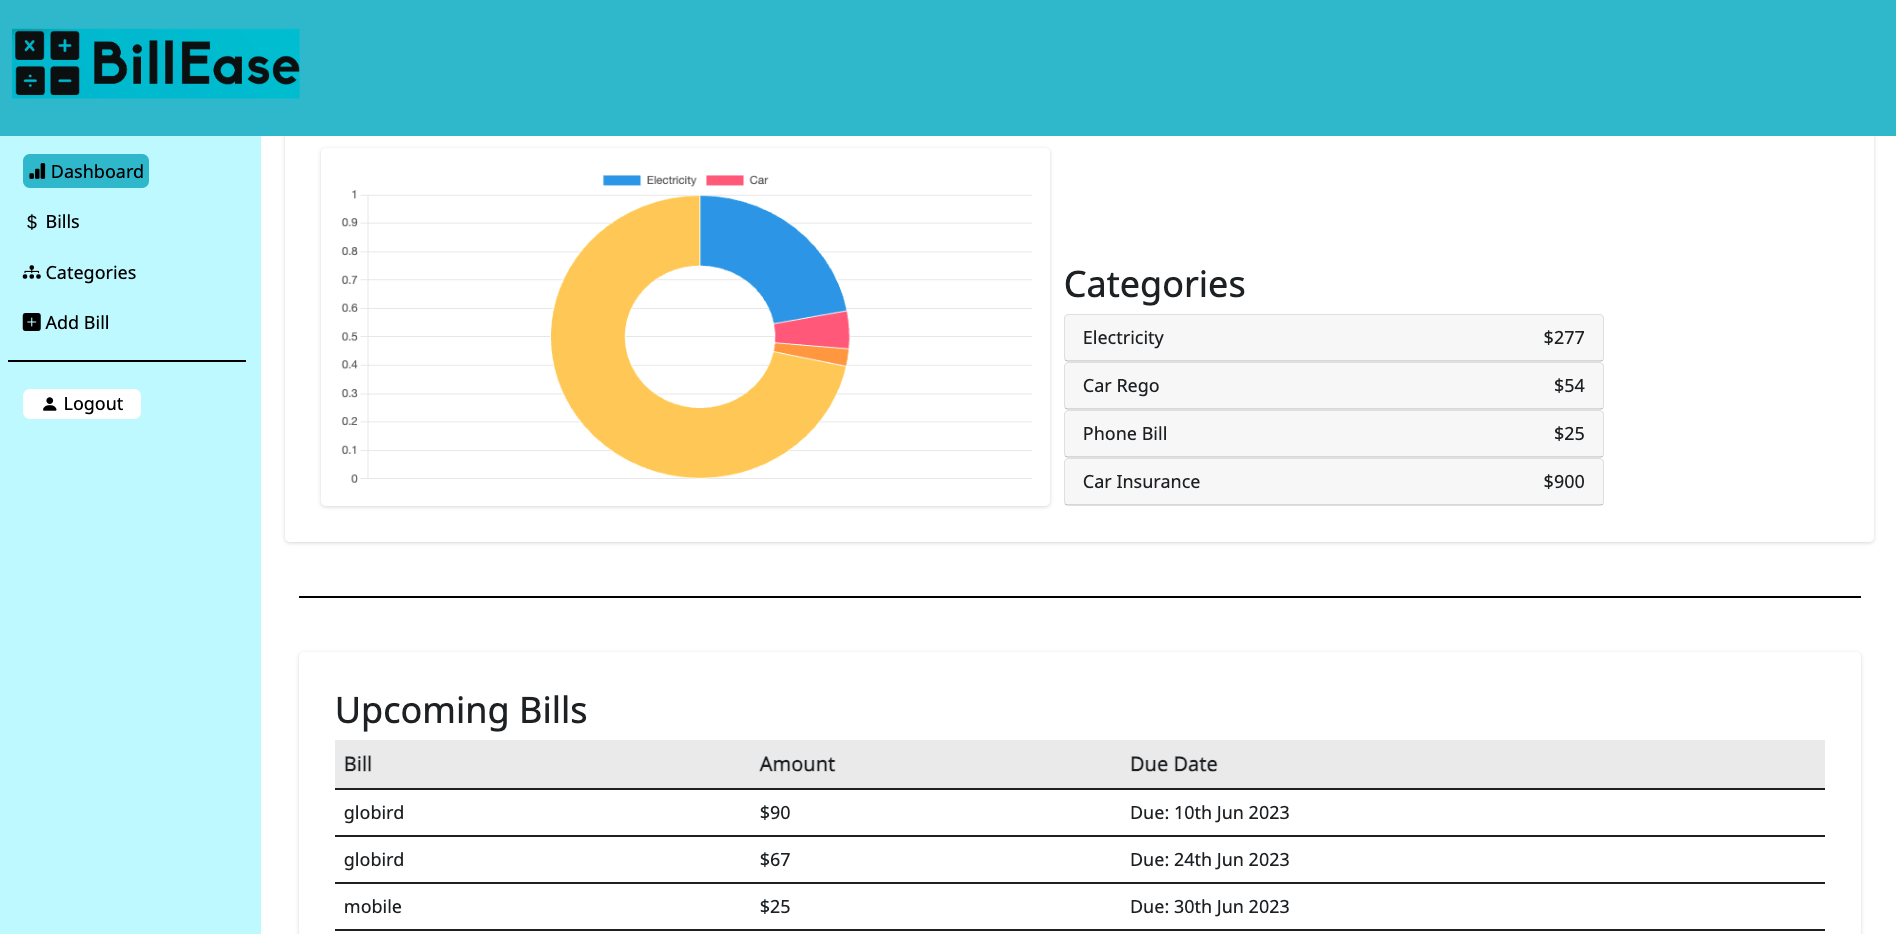 BillEase
Dashboard
$ Bills
Categories
Add Bill
Logout
Electricity Car
1
0.9
0.8
0.7
0.6
0.5
0.4
0.3
0.2
0.1
0
Categories
Electricity $277
Car Rego $54
Phone Bill $25
Car Insurance $900
Upcoming Bills
Bill Amount Due Date
globird $90 Due: 10th Jun 2023
globird $67 Due: 24th Jun 2023
mobile $25 Due: 30th Jun 2023